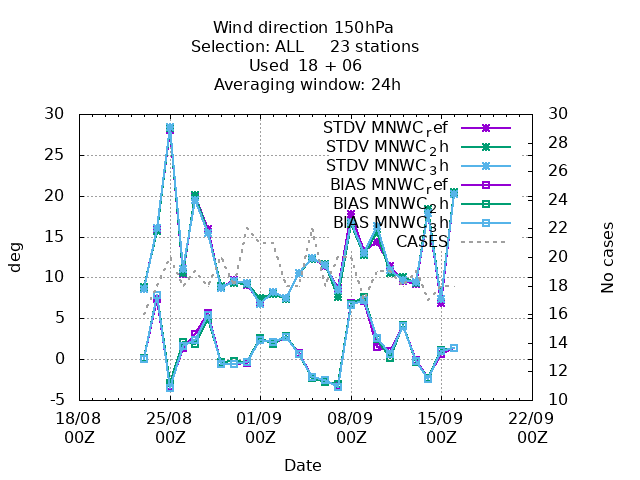 Wind direction 150hPa
Selection: ALL 23 stations
Used 18 + 06
Averaging window: 24h
STDV MNWC_ref
STDV MNWC_2h
STDV MNWC_3h
BIAS MNWC_ref
BIAS MNWC_2h
BIAS MNWC_3h
CASES
30
25
20
15
10
5
0
-5
deg
30
28
26
24
22
20
18
16
14
12
10
No cases
18/08 25/08 01/09 08/09 15/09 22/09
00Z 00Z 00Z 00Z 00Z 00Z
Date